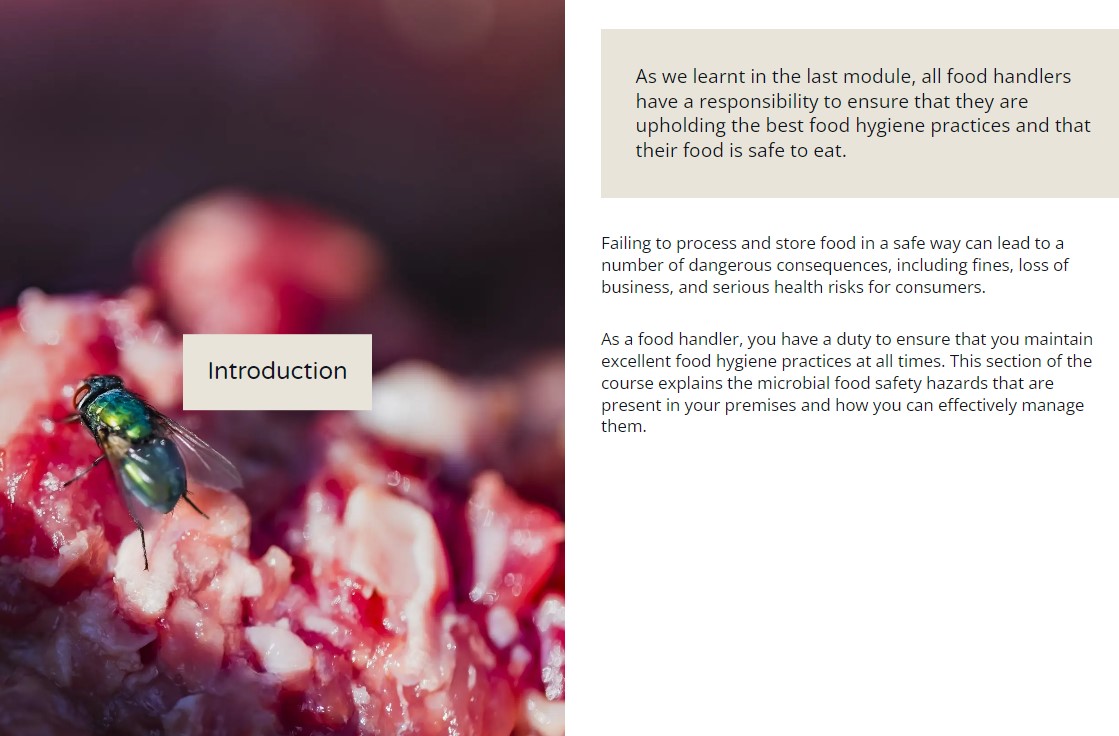 Introduction
As we learnt in the last module, all food handlers
have a responsibility to ensure that they are
upholding the best food hygiene practices and that
their food is safe to eat.
Failing to process and store food in a safe way can lead to a
number of dangerous consequences, including fines, loss of
business, and serious health risks for consumers.
As a food handler, you have a duty to ensure that you maintain
excellent food hygiene practices at all times. This section of the
course explains the microbial food safety hazards that are
present in your premises and how you can effectively manage
them.